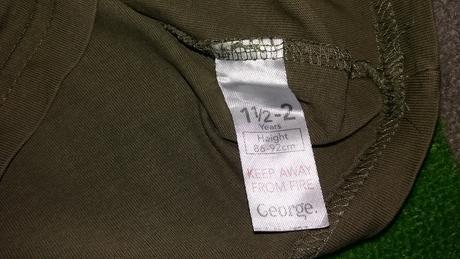 1½-2
Years
Height
86-92cm
KEEP AWAY
FROM FIRE
George.